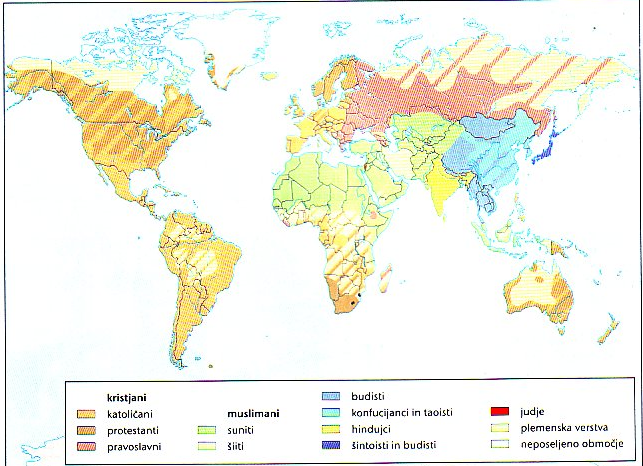 kristjani
katoličani
protestanti
pravoslavni
muslimani
suniti
šiiti
budisti
konfucijanci in taoisti
hindujci
šintoisti in budisti
judje
plemenska verstva
neposeljeno območje